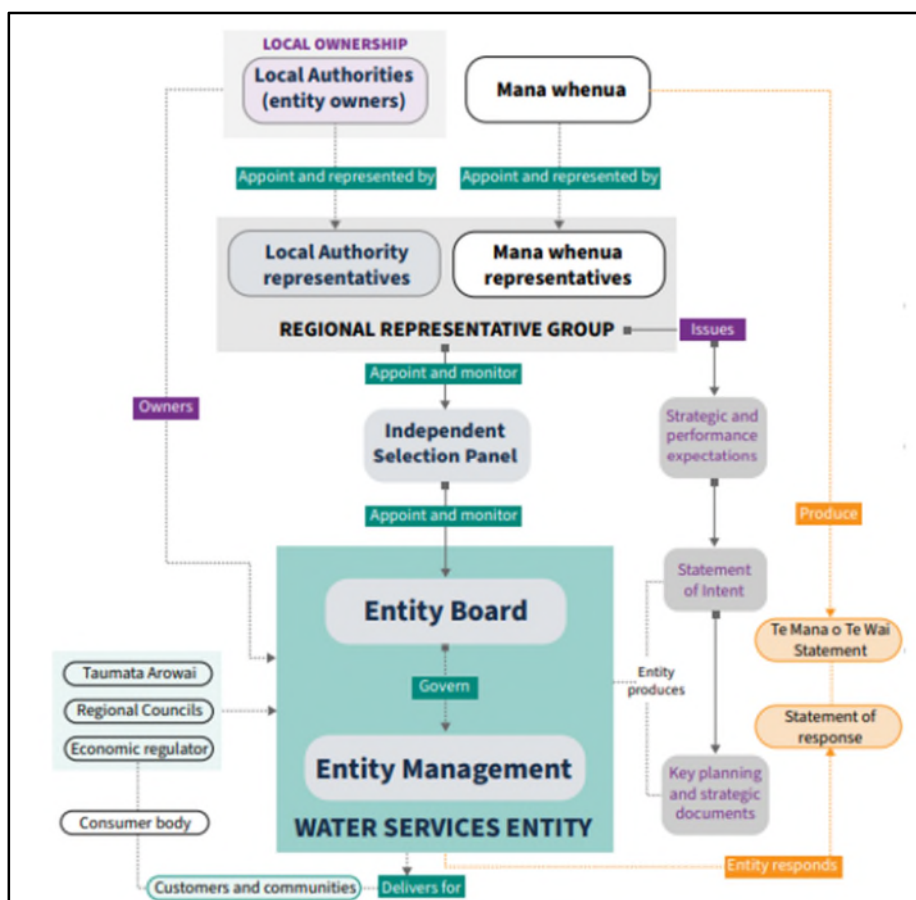 LOCAL OWNERSHIP
Local Authorities
(entity owners)
Mana whenua
Appoint and represented by
Appoint and represented by
Local Authority
representatives
Mana whenua
representatives
REGIONAL REPRESENTATIVE GROUP
Issues
Appoint and monitor
Owners
Independent
Selection Panel
Strategic and
performance
expectations
Appoint and monitor
Produce
Entity Board
Statement
of Intent
Te Mana o Te Wai
Statement
Taumata Arowai
Regional Councils
Economic regulator
Govern
Entity
produces
Statement of
response
Entity Management
Key planning
and strategic
documents
Consumer body
WATER SERVICES ENTITY
Entity responds
Customers and communities
Delivers for